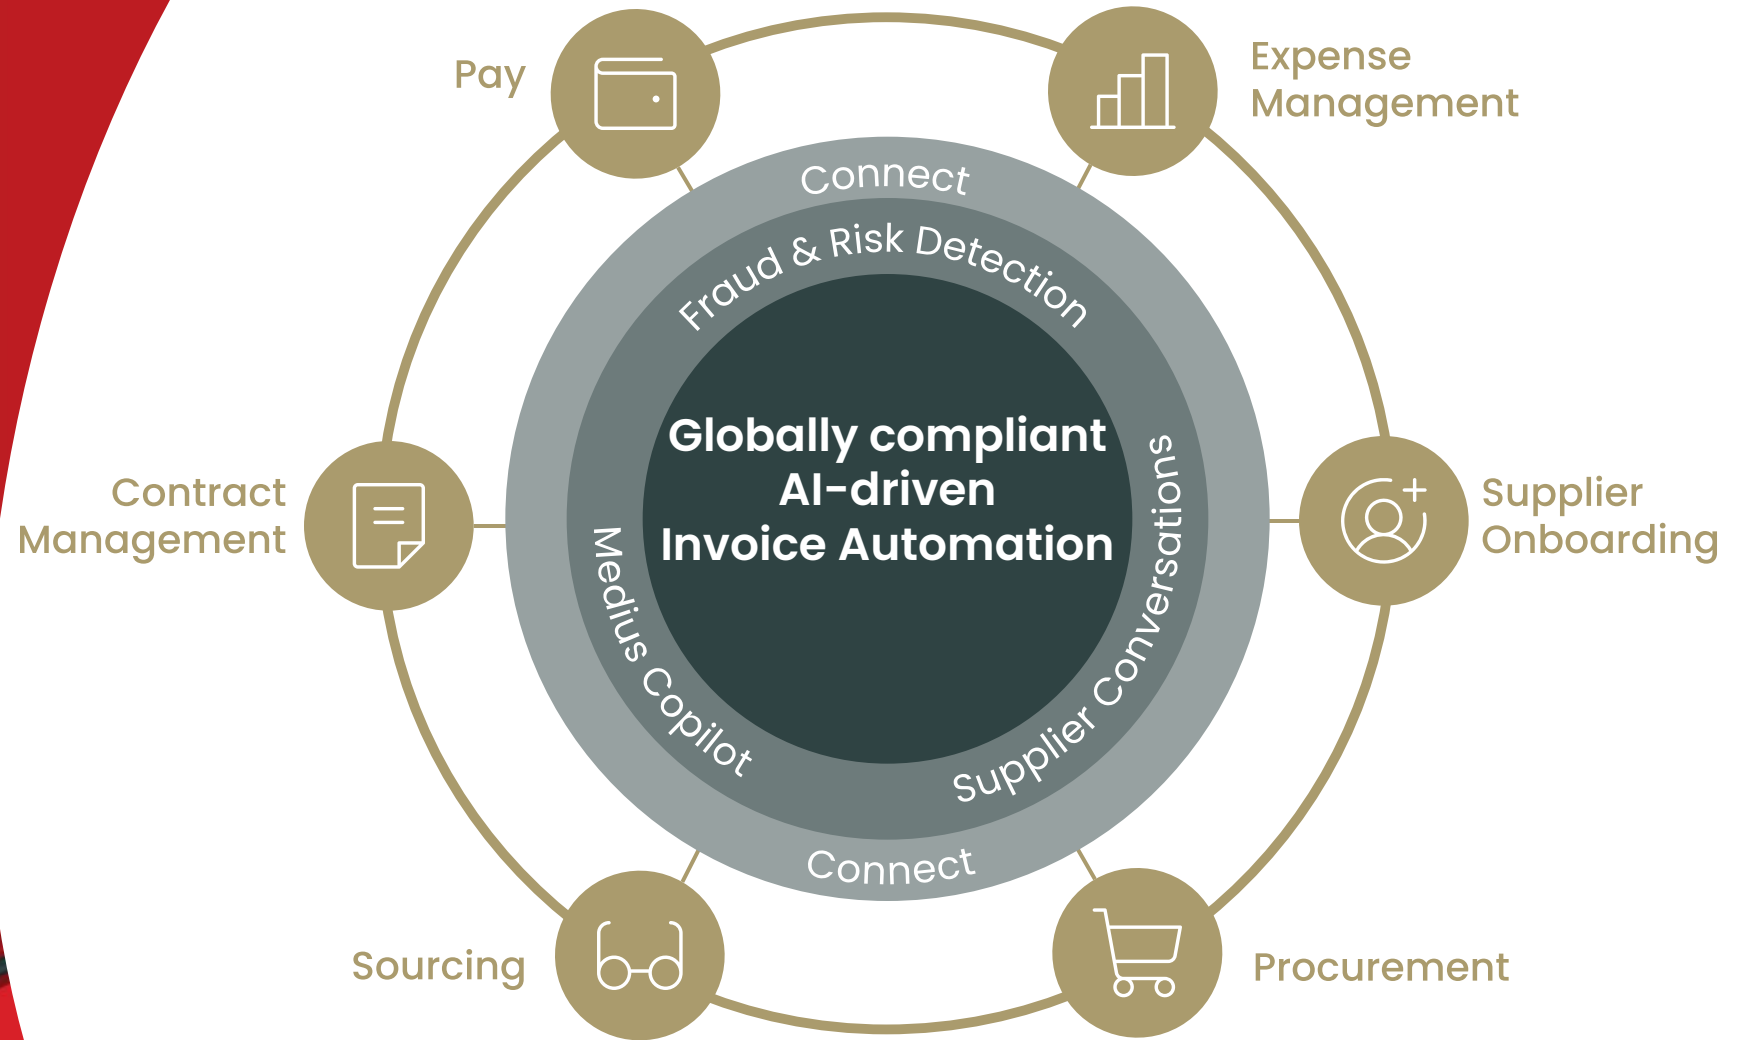 Pay
Expense
Management
Connect
Fraud & Risk Detection
Globally compliant
AI-driven
Invoice Automation
Contract
Management
Supplier
Onboarding
Medius Copilot
Supplier Conversations
Connect
Sourcing
Procurement